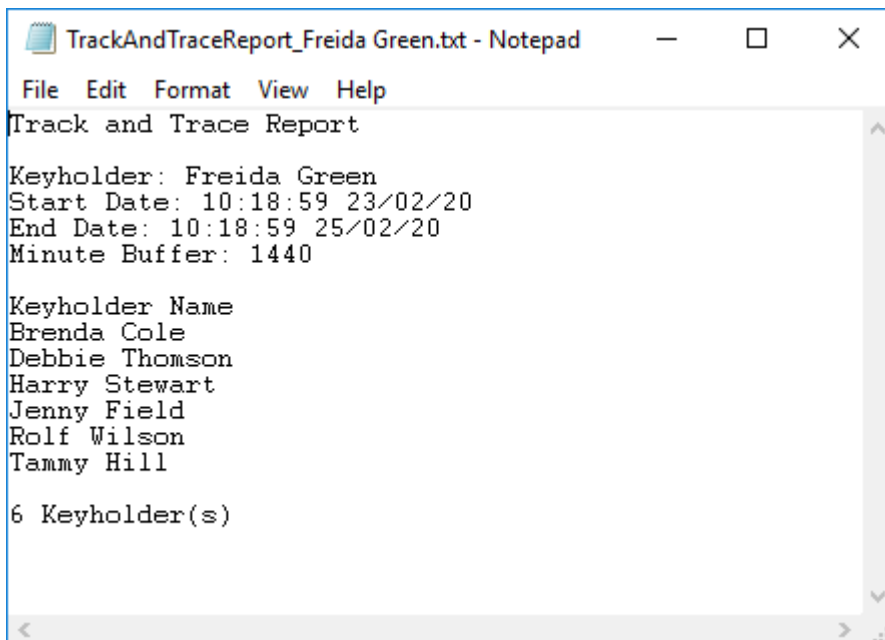 TrackAndTraceReport_Freida Green.txt - Notepad
File Edit Format View Help
Track and Trace Report
Keyholder: Freida Green
Start Date: 10:18:59 23/02/20
End Date: 10:18:59 25/02/20
Minute Buffer: 1440
Keyholder Name
Brenda Cole
Debbie Thomson
Harry Stewart
Jenny Field
Rolf Wilson
Tammy Hill
6 Keyholder(s)